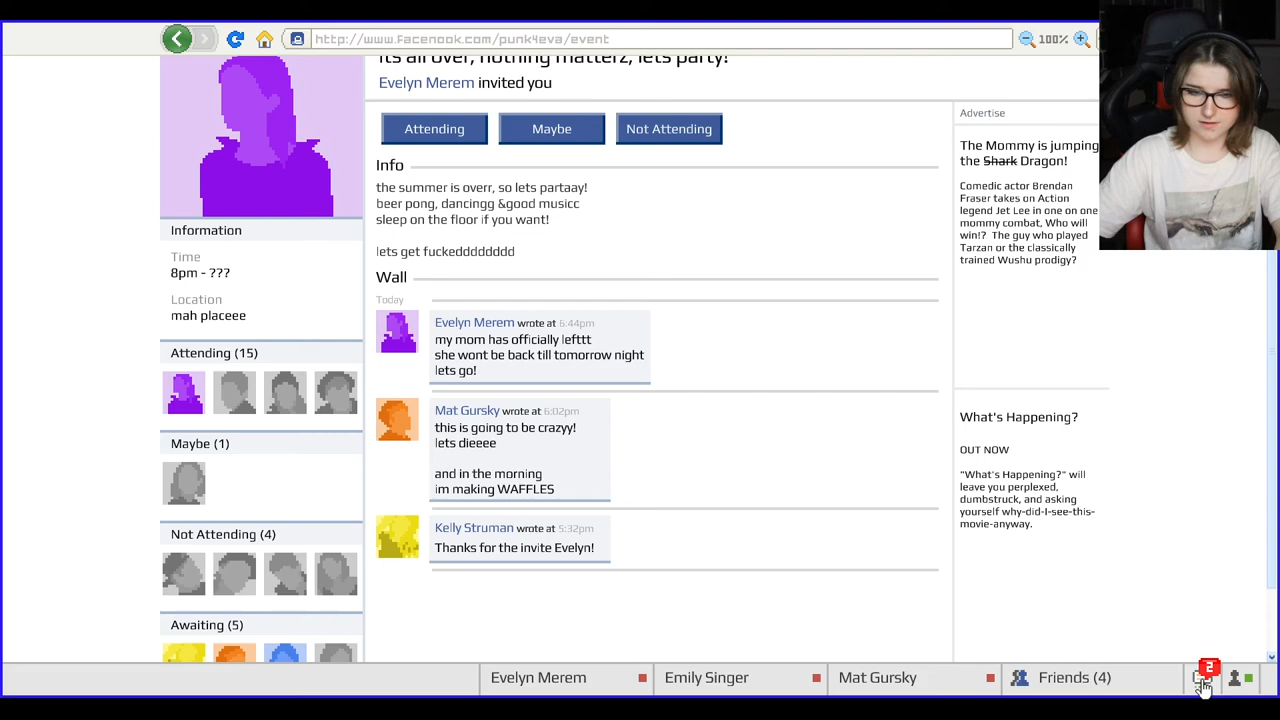 http://www.facenook.com/punk4eva/event
100%
its all over, nothing matterz, lets party!
Evelyn Merem invited you
Attending
Maybe
Not Attending
Info
the summer is overr, so lets partaay!
beer pong, dancingg &good musicc
sleep on the floor if you want!
lets get fuckedddddddd
Wall
Today
Evelyn Merem wrote at 6:44pm
my mom has officially lefttt
she wont be back till tomorrow night
lets go!
Mat Gursky wrote at 6:02pm
this is going to be crazyy!
lets dieeee
and in the morning
im making WAFFLES
Kelly Struman wrote at 5:32pm
Thanks for the invite Evelyn!
Information
Time
8pm - ???
Location
mah placeee
Attending (15)
Maybe (1)
Not Attending (4)
Awaiting (5)
Advertise
The Mommy is jumping
the Shark Dragon!
Comedic actor Brendan
Fraser takes on Action
legend Jet Lee in one on one
mommy combat, Who will
win!? The guy who played
Tarzan or the classically
trained Wushu prodigy?
What's Happening?
OUT NOW
"What's Happening?" will
leave you perplexed,
dumbstruck, and asking
yourself why-did-I-see-this-
movie-anyway.
Evelyn Merem
Emily Singer
Mat Gursky
Friends (4)
2